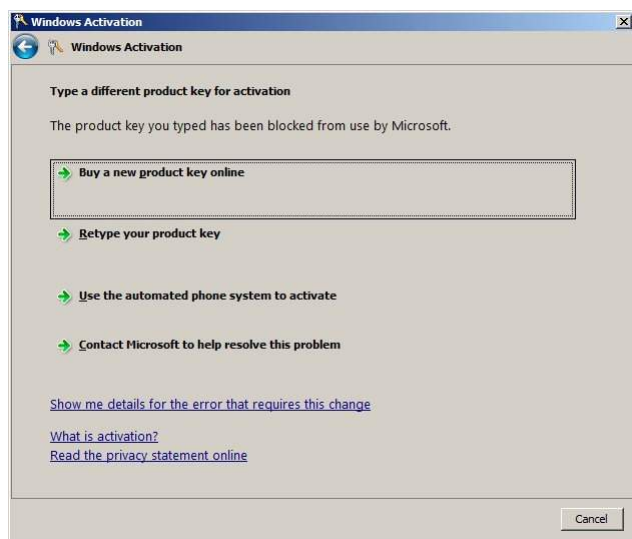 Windows Activation
Windows Activation
Type a different product key for activation
The product key you typed has been blocked from use by Microsoft.
Buy a new product key online
Retype your product key
Use the automated phone system to activate
Contact Microsoft to help resolve this problem
Show me details for the error that requires this change
What is activation?
Read the privacy statement online
Cancel